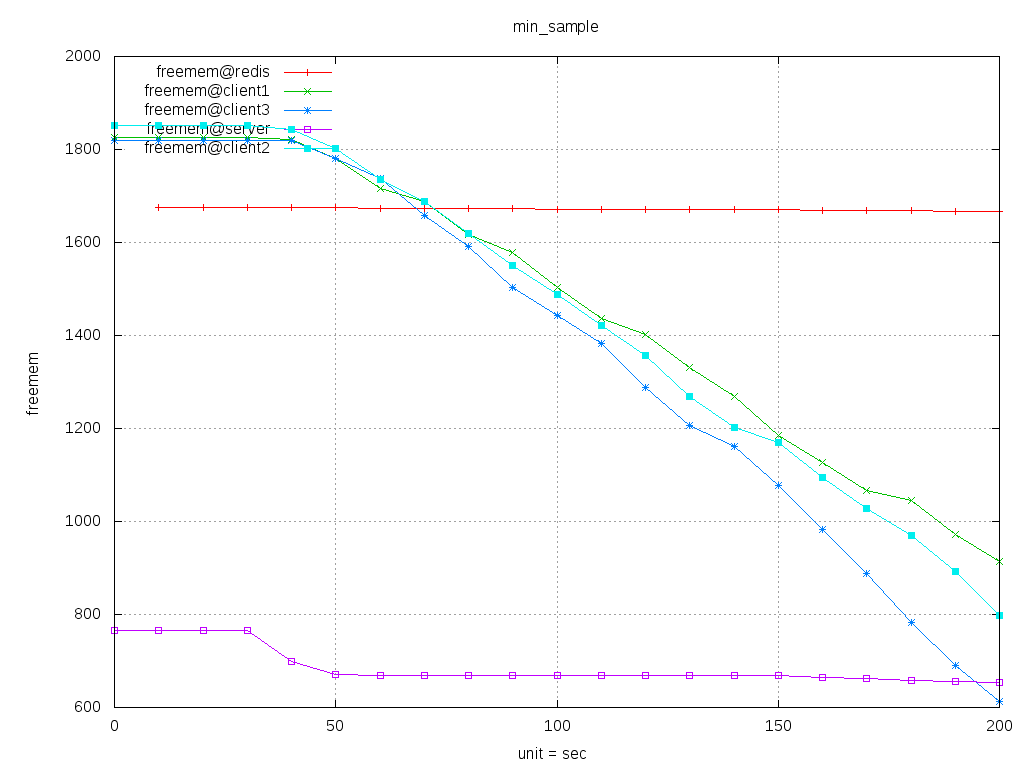 min_sample
2000
1800
1600
1400
1200
1000
800
600
freemem
freemem@redis
freemem@client1
freemem@client3
freemem@server
freemem@client2
0 50 100 150 200
unit = sec